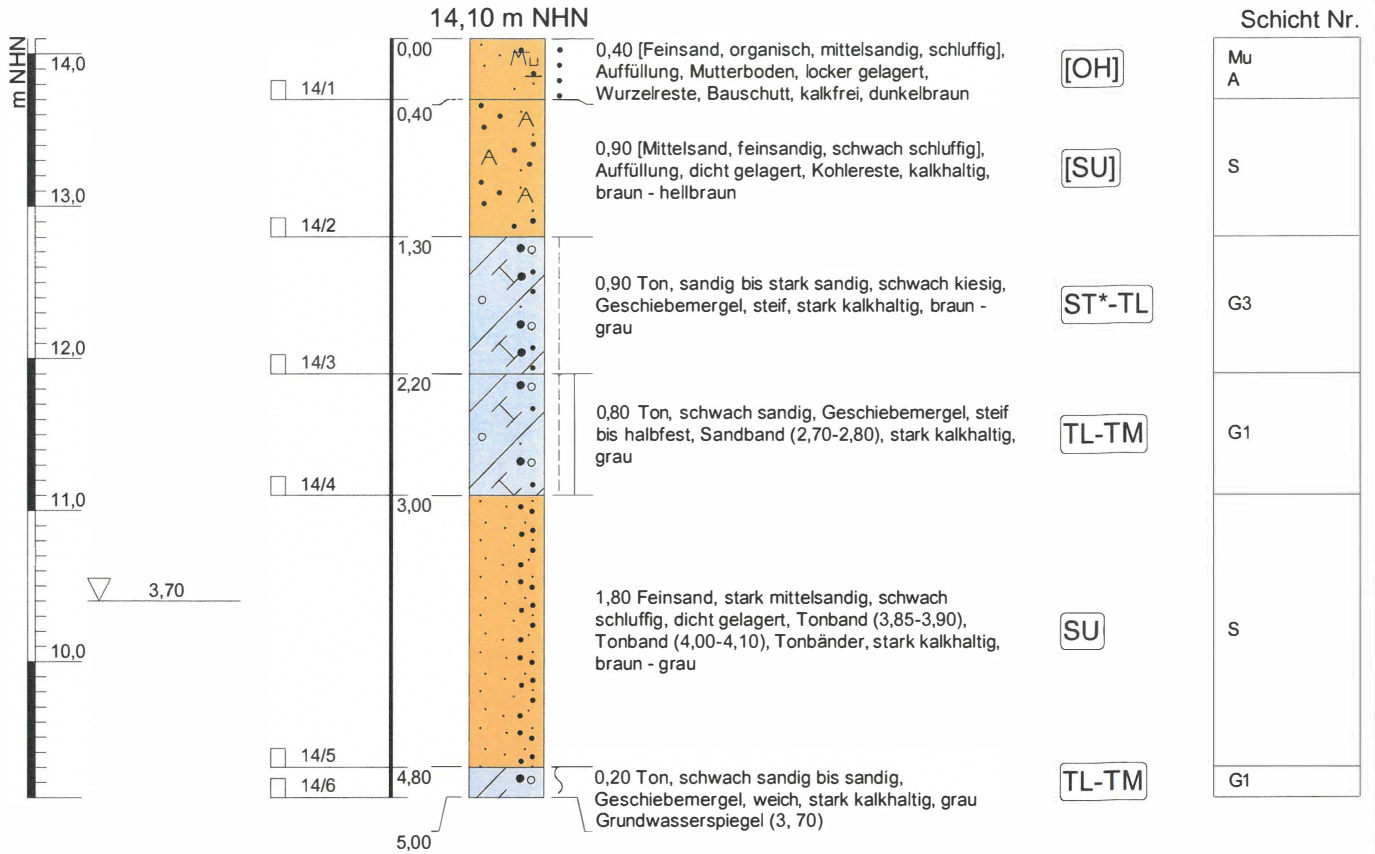 14,10 m NHN
Schicht Nr.
m NHN
14,0
13,0
12,0
11,0
10,0
3,70
14/1
14/2
14/3
14/4
14/5
14/6
0,00
0,40
1,30
2,20
3,00
4,80
5,00
Mu
A
A
A
0,40 [Feinsand, organisch, mittelsandig, schluffig],
Auffüllung, Mutterboden, locker gelagert,
Wurzelreste, Bauschutt, kalkfrei, dunkelbraun
[OH]
Mu
A
0,90 [Mittelsand, feinsandig, schwach schluffig],
Auffüllung, dicht gelagert, Kohlereste, kalkhaltig,
braun - hellbraun
[SU]
S
0,90 Ton, sandig bis stark sandig, schwach kiesig,
Geschiebemergel, steif, stark kalkhaltig, braun -
grau
ST*-TL
G3
0,80 Ton, schwach sandig, Geschiebemergel, steif
bis halbfest, Sandband (2,70-2,80), stark kalkhaltig,
grau
TL-TM
G1
1,80 Feinsand, stark mittelsandig, schwach
schluffig, dicht gelagert, Tonband (3,85-3,90),
Tonband (4,00-4,10), Tonbänder, stark kalkhaltig,
braun - grau
SU
S
0,20 Ton, schwach sandig bis sandig,
Geschiebemergel, weich, stark kalkhaltig, grau
Grundwasserspiegel (3, 70)
TL-TM
G1